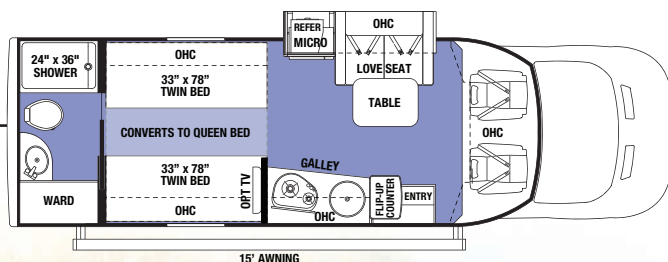 24" x 36"
SHOWER
WARD
OHC
33" x 78"
TWIN BED
CONVERTS TO QUEEN BED
33" x 78"
TWIN BED
OHC
OPT TV
REFER
MICRO
OHC
LOVE SEAT
TABLE
GALLEY
OHC
FLIP-UP
COUNTER
ENTRY
OHC
15' AWNING